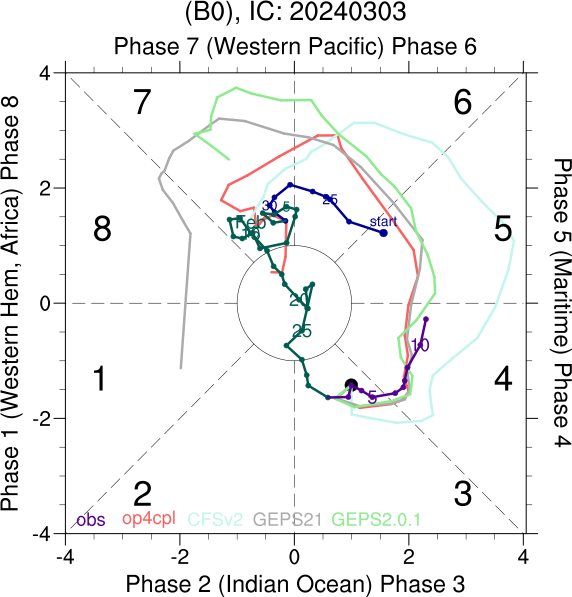 (B0), IC: 20240303
Phase 7 (Western Pacific) Phase 6
Phase 1 (Western Hem, Africa) Phase 8
Phase 5 (Maritime) Phase 4
4
2
0
-2
-4
7
6
8
5
1
4
2
3
30
5
25
start
Feb
20
25
10
5
obs
op4cpl
CFSv2
GEPS21
GEPS2.0.1
-4
-2
0
2
4
Phase 2 (Indian Ocean) Phase 3